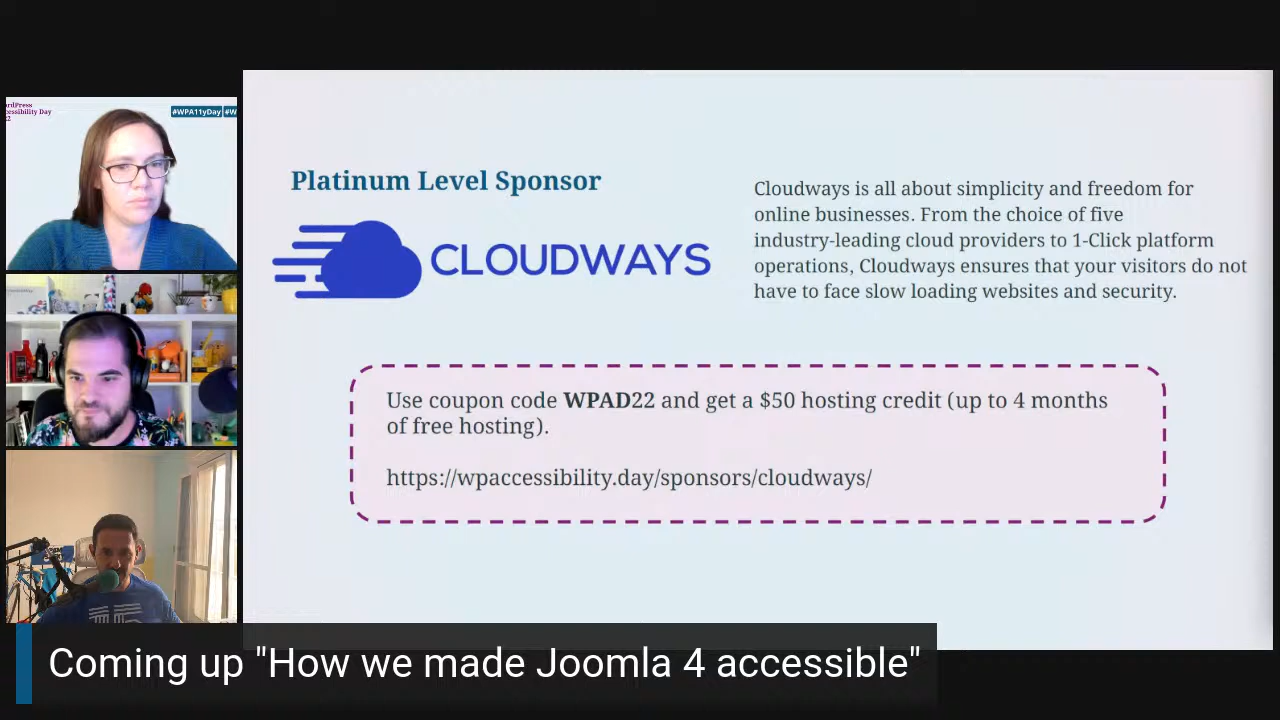 #WPA11yDay #W
Platinum Level Sponsor
CLOUDWAYS
Cloudways is all about simplicity and freedom for
online businesses. From the choice of five
industry-leading cloud providers to 1-Click platform
operations, Cloudways ensures that your visitors do not
have to face slow loading websites and security.
Use coupon code WPAD22 and get a $50 hosting credit (up to 4 months
of free hosting).
https://wpaccessibility.day/sponsors/cloudways/
Coming up "How we made Joomla 4 accessible"